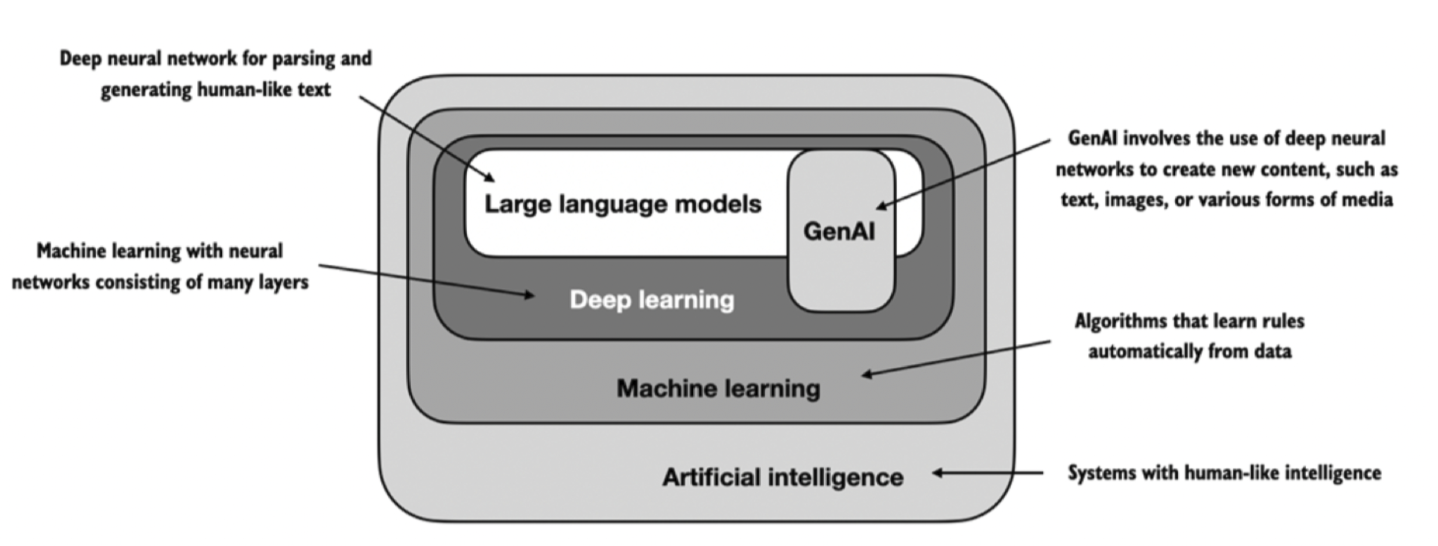 Deep neural network for parsing and
generating human-like text
GenAI involves the use of deep neural
networks to create new content, such as
text, images, or various forms of media
Large language models
GenAI
Machine learning with neural
networks consisting of many layers
Deep learning
Algorithms that learn rules
automatically from data
Machine learning
Artificial intelligence
Systems with human-like intelligence